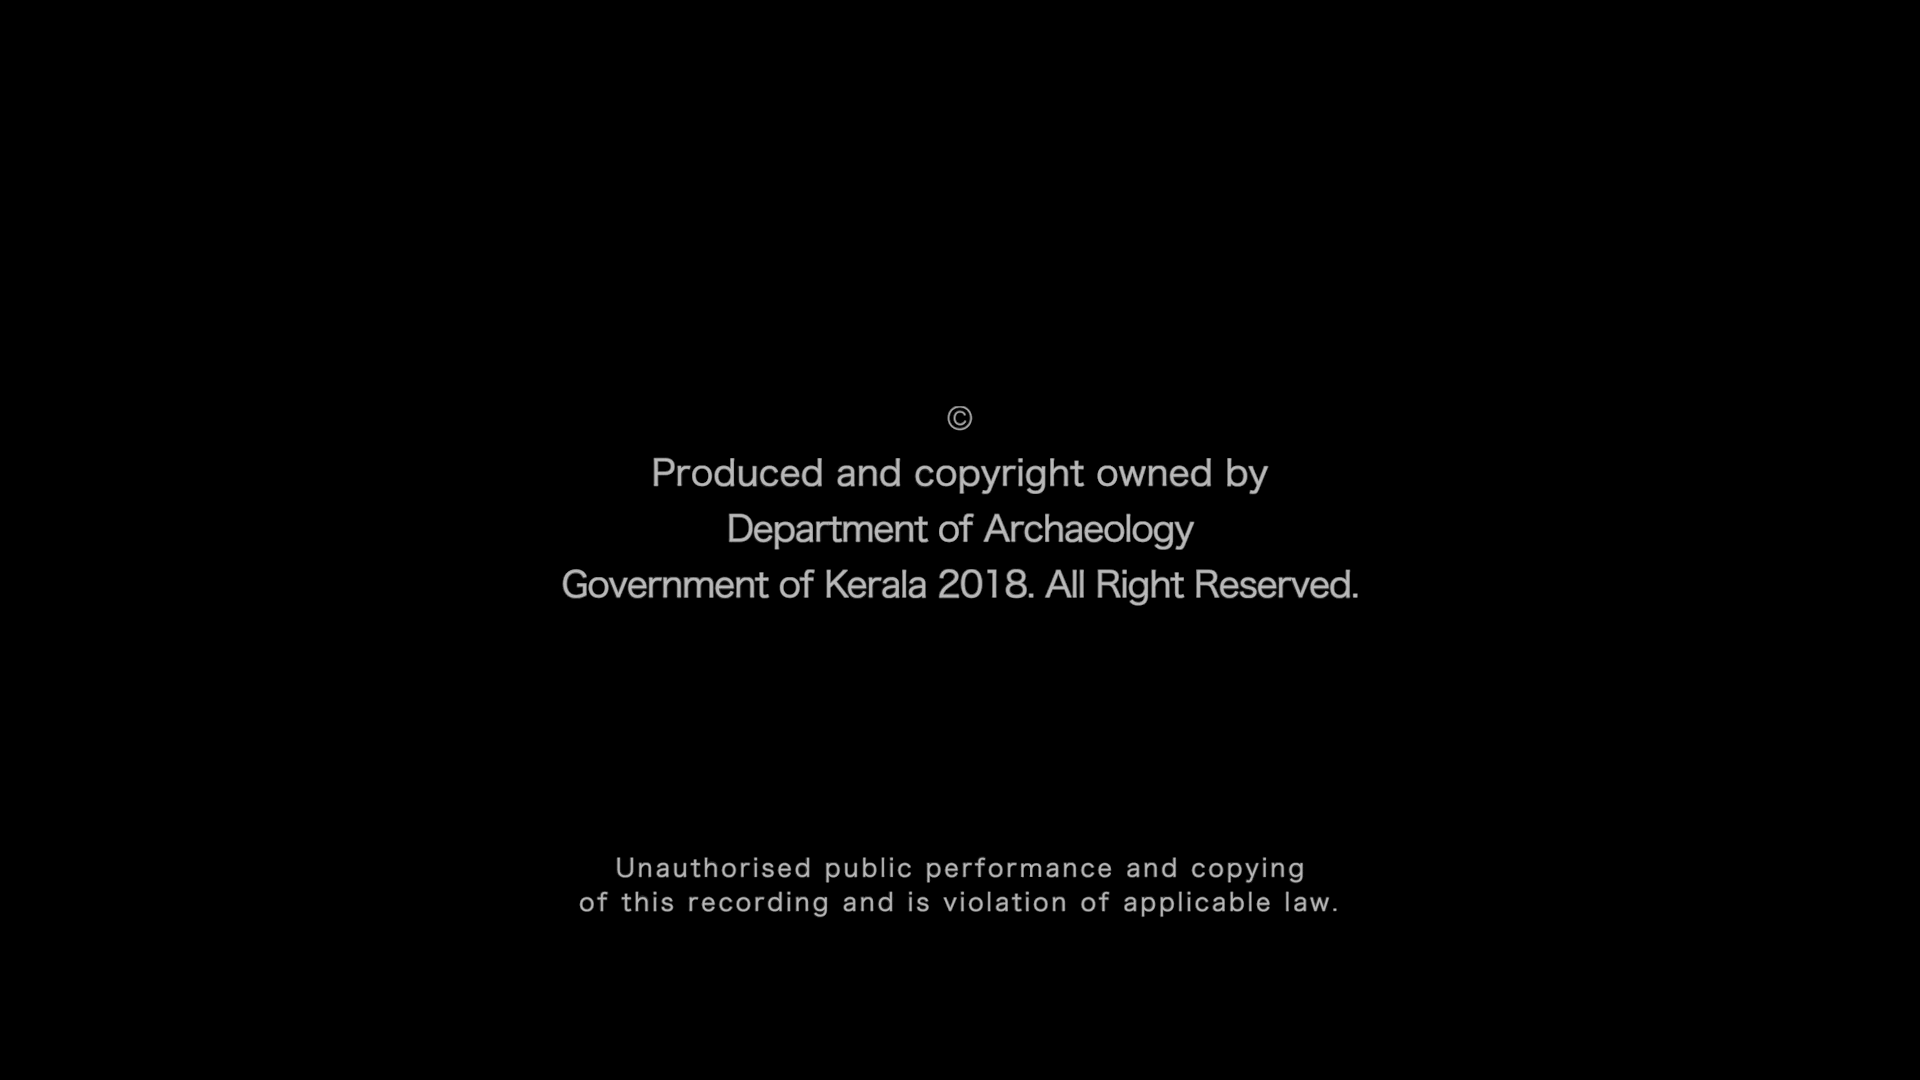 ©
Produced and copyright owned by
Department of Archaeology
Government of Kerala 2018. All Right Reserved.
Unauthorised public performance and copying
of this recording and is violation of applicable law.